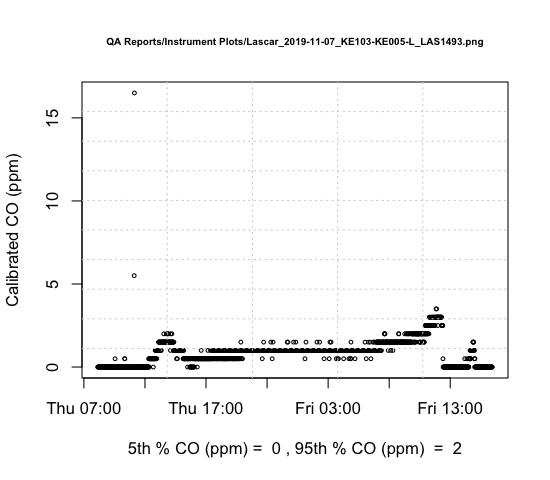 QA Reports/Instrument Plots/Lascar_2019-11-07_KE103-KE005-L_LAS1493.png
15
10
5
0
Calibrated CO (ppm)
Thu 07:00 Thu 17:00 Fri 03:00 Fri 13:00
5th % CO (ppm) = 0 , 95th % CO (ppm) = 2